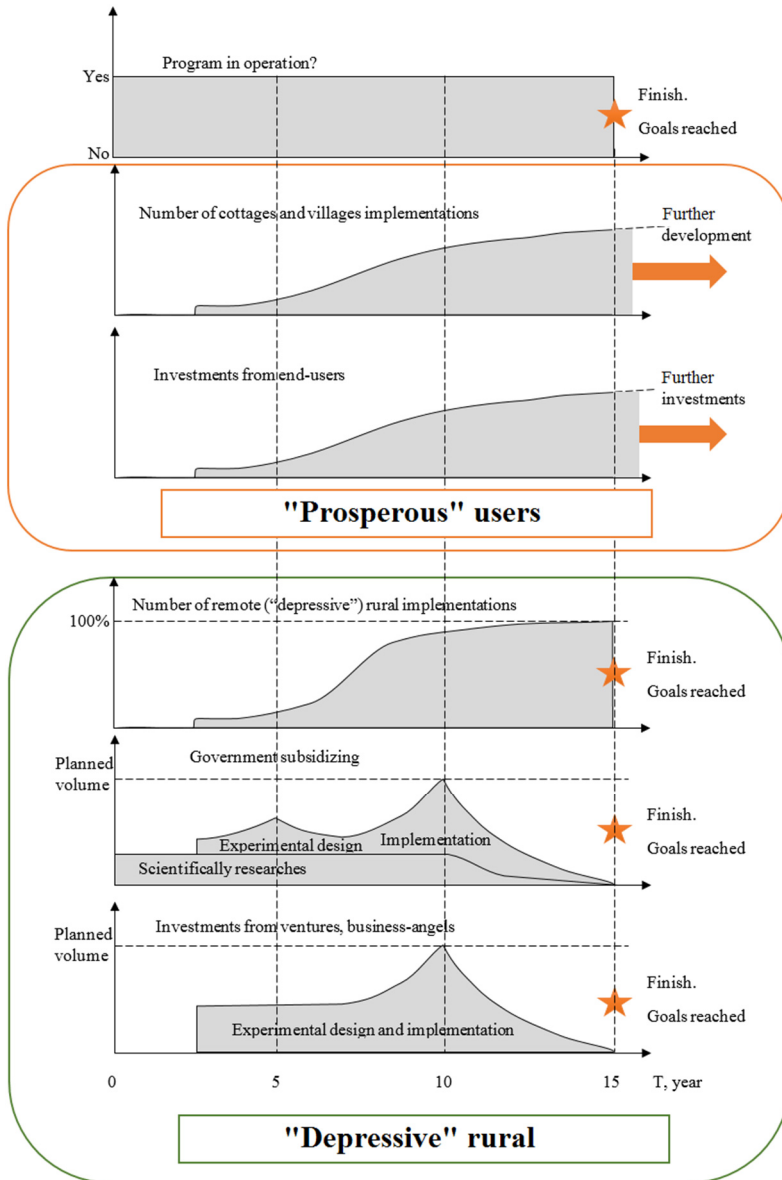 Program in operation?
Yes
No
Finish.
Goals reached
Number of cottages and villages implementations
Further
development
Investments from end-users
Further
investments
"Prosperous" users
Number of remote (“depressive”) rural implementations
100%
Finish.
Goals reached
Planned
volume
Government subsidizing
Experimental design
Implementation
Scientifically researches
Finish.
Goals reached
Planned
volume
Investments from ventures, business-angels
Experimental design and implementation
Finish.
Goals reached
0 5 10 15 T, year
"Depressive" rural